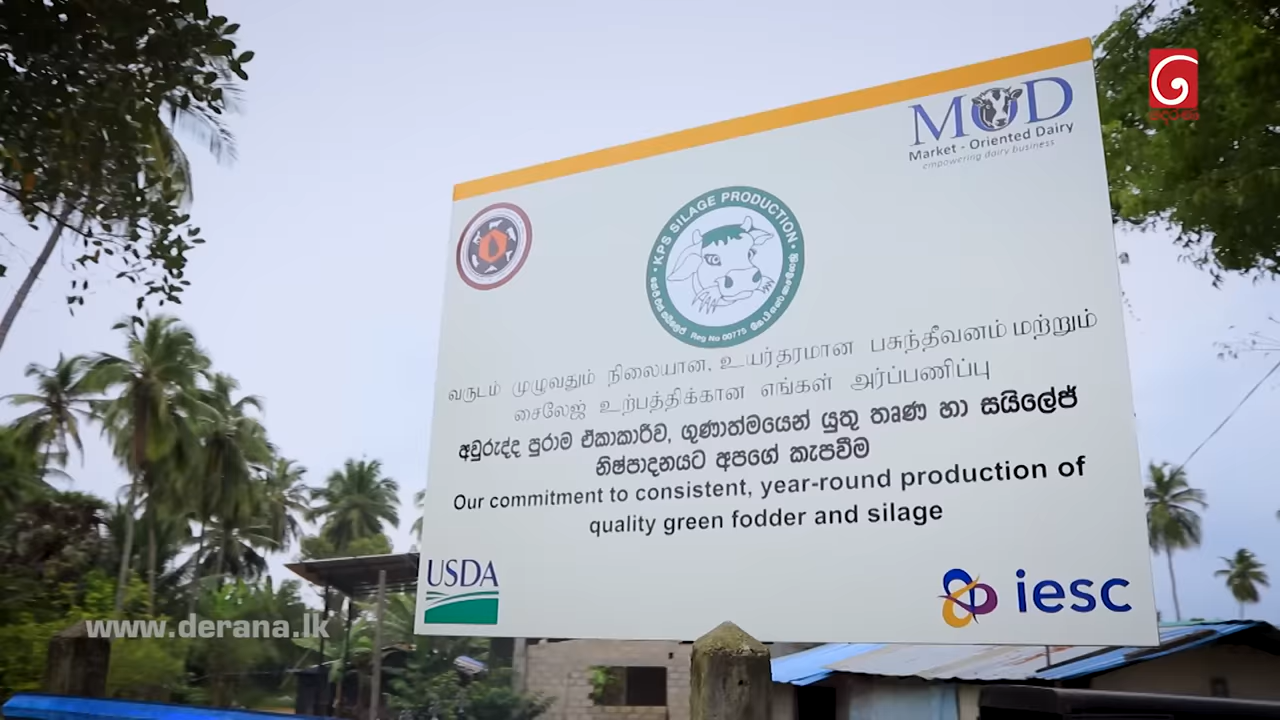 MOD
Market - Oriented Dairy
empowering dairy business
දෙරණ
KPS SILAGE PRODUCTION
Reg No 00775
வருடம் முழுவதும் நிலையான, உயர்தரமான பசுந்தீவனம் மற்றும்
சைலேஜ் உற்பத்திக்கான எங்கள் அர்ப்பணிப்பு
අවුරුද්ද පුරාම ඒකාකාරීව, ගුණාත්මයෙන් යුතු තෘණ හා සයිලේජ්
නිෂ්පාදනයට අපගේ කැපවීම
Our commitment to consistent, year-round production of
quality green fodder and silage
USDA
iesc
www.derana.lk